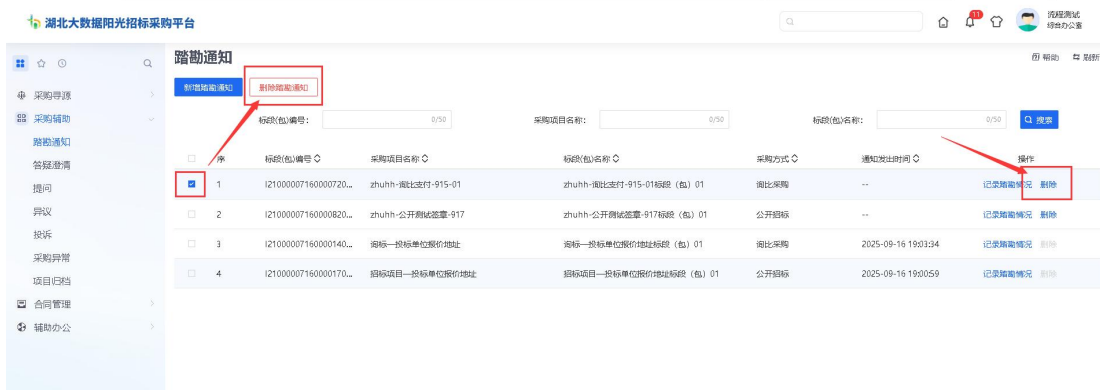 湖北大数据阳光招标采购平台
11
流程测试
综合办公室
踏勘通知
帮助 刷新
新增踏勘通知 删除踏勘通知
采购寻源
采购辅助
踏勘通知
答疑澄清
提问
异议
投诉
采购异常
项目归档
合同管理
辅助办公
标段(包)编号： 0/50 采购项目名称： 0/50 标段(包)名称： 0/50 搜索
序 标段(包)编号 采购项目名称 标段(包)名称 采购方式 通知发出时间 操作
1 I21000007160000720... zhuhh-询比支付-915-01 zhuhh-询比支付-915-01标段（包）01 询比采购 -- 记录踏勘情况 删除
2 I21000007160000820... zhuhh-公开测试签章-917 zhuhh-公开测试签章-917标段（包）01 公开招标 -- 记录踏勘情况 删除
3 I21000007160000140... 询标—投标单位报价地址 询标—投标单位报价地址标段（包）01 询比采购 2025-09-16 19:03:34 记录踏勘情况 删除
4 I21000007160000170... 招标项目—投标单位报价地址 招标项目—投标单位报价地址标段（包）01 公开招标 2025-09-16 19:00:59 记录踏勘情况 删除